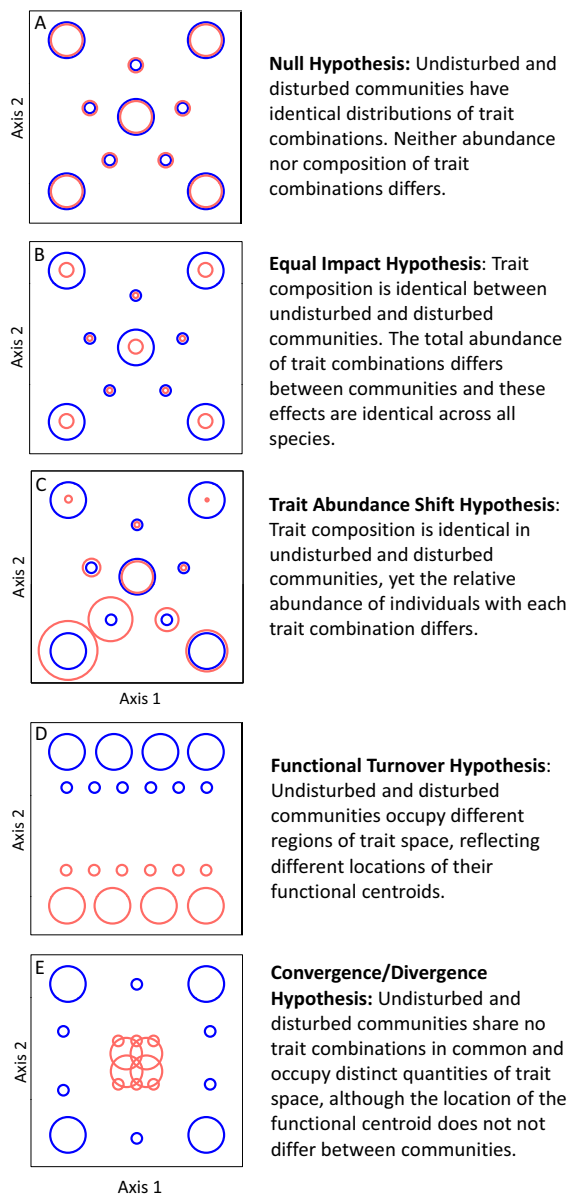 A
Axis 2
Null Hypothesis: Undisturbed and
disturbed communities have
identical distributions of trait
combinations. Neither abundance
nor composition of trait
combinations differs.
B
Axis 2
Equal Impact Hypothesis: Trait
composition is identical between
undisturbed and disturbed
communities. The total abundance
of trait combinations differs
between communities and these
effects are identical across all
species.
C
Axis 2
Axis 1
Trait Abundance Shift Hypothesis:
Trait composition is identical in
undisturbed and disturbed
communities, yet the relative
abundance of individuals with each
trait combination differs.
D
Axis 2
Functional Turnover Hypothesis:
Undisturbed and disturbed
communities occupy different
regions of trait space, reflecting
different locations of their
functional centroids.
E
Axis 2
Axis 1
Convergence/Divergence
Hypothesis: Undisturbed and
disturbed communities share no
trait combinations in common and
occupy distinct quantities of trait
space, although the location of the
functional centroid does not not
differ between communities.